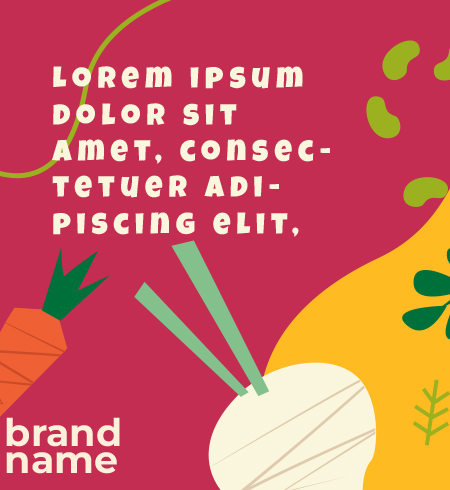 Lorem ipsum
dolor sit
amet, consec-
tetuer adi-
piscing elit,
brand
name